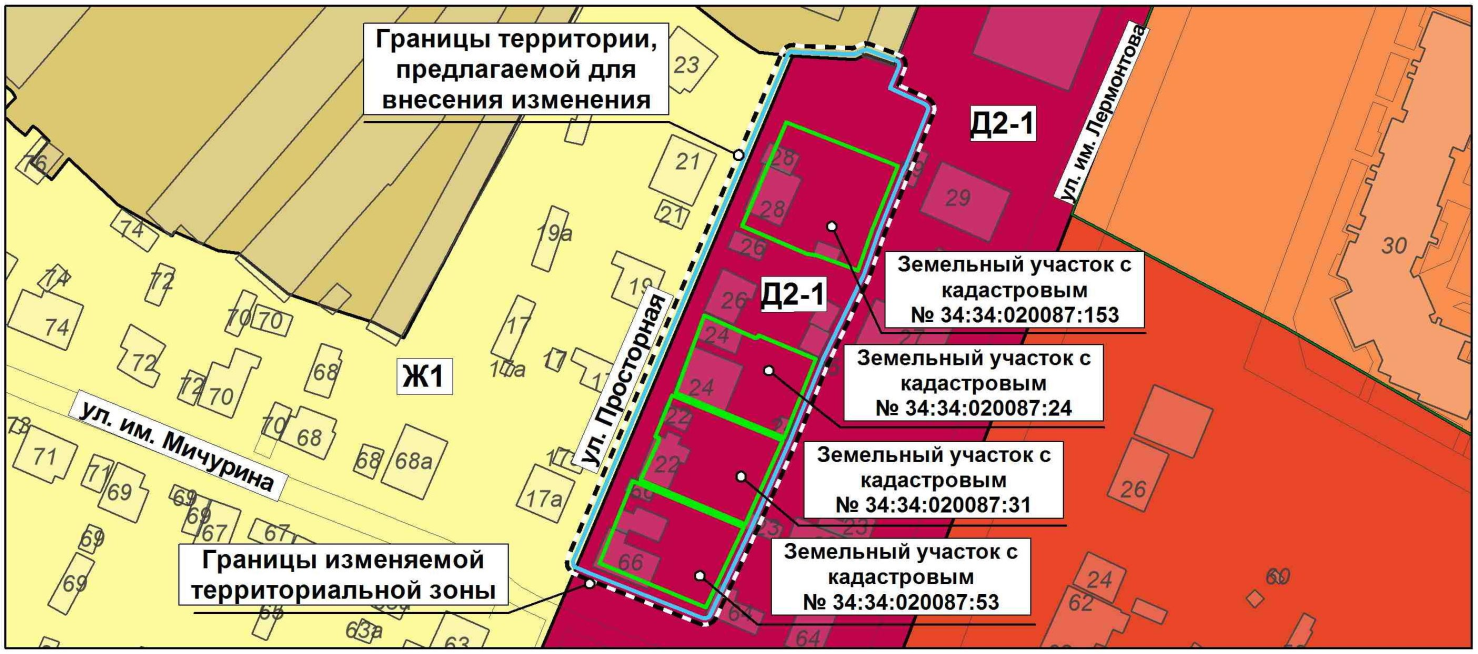 Границы территории,
предлагаемой для
внесения изменения
23
21
21
19а
19
17
17
17а
17а
76
74
74
74
72
72
72
70
70
70
70
68
68
68
68а
Ж1
ул. им. Мичурина
71
71
69
69
69
69
69
67
67
63а
63
ул. Просторная
Д2-1
28
28
26
26
24
24
22
22
66
Д2-1
29
27
23
23
64
64
ул. им. Лермонтова
30
26
24
62
60
Земельный участок с
кадастровым
№ 34:34:020087:153
Земельный участок с
кадастровым
№ 34:34:020087:24
Земельный участок с
кадастровым
№ 34:34:020087:31
Земельный участок с
кадастровым
№ 34:34:020087:53
Границы изменяемой
территориальной зоны